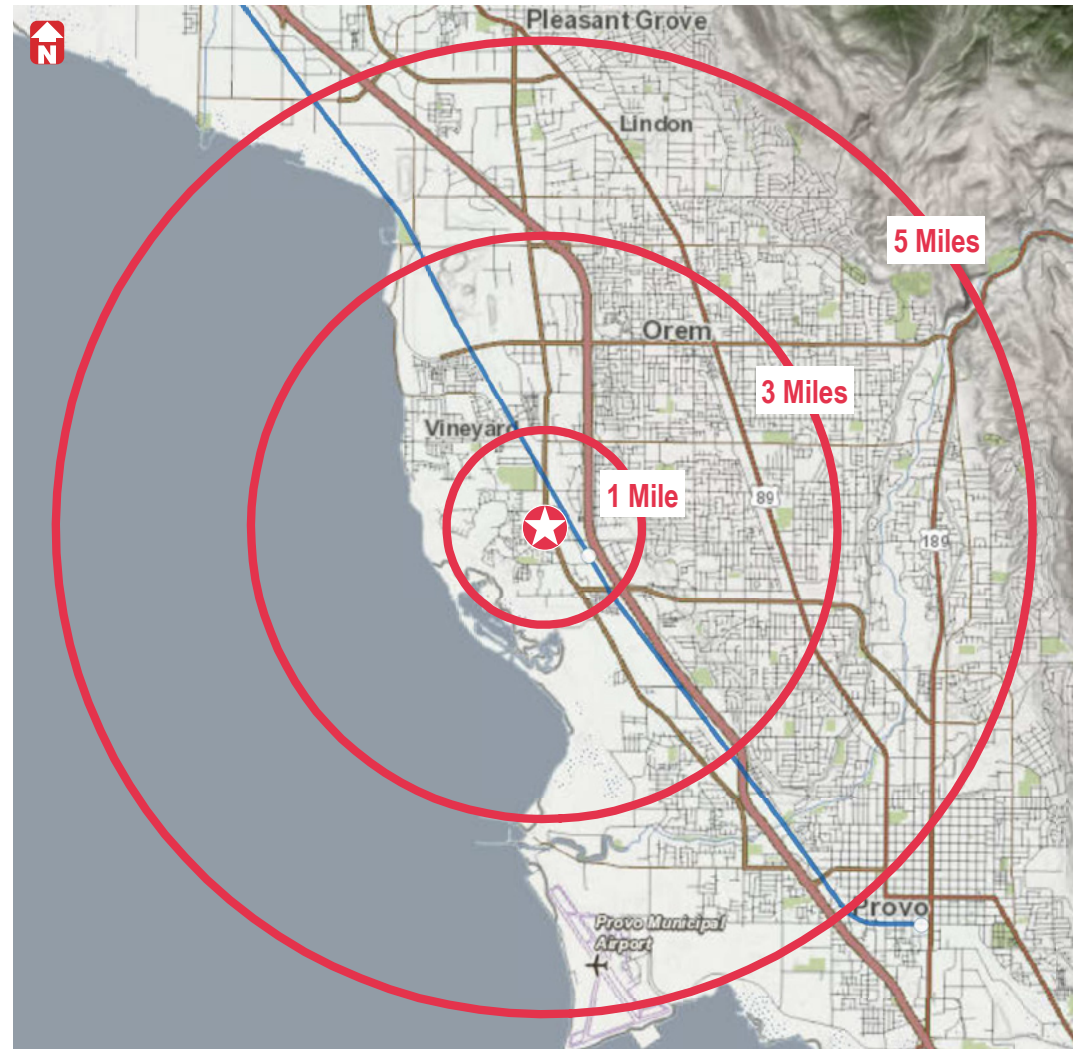 N
Pleasant Grove
Lindon
5 Miles
Orem
3 Miles
Vineyard
1 Mile
89
189
Provo
Provo Municipal
Airport